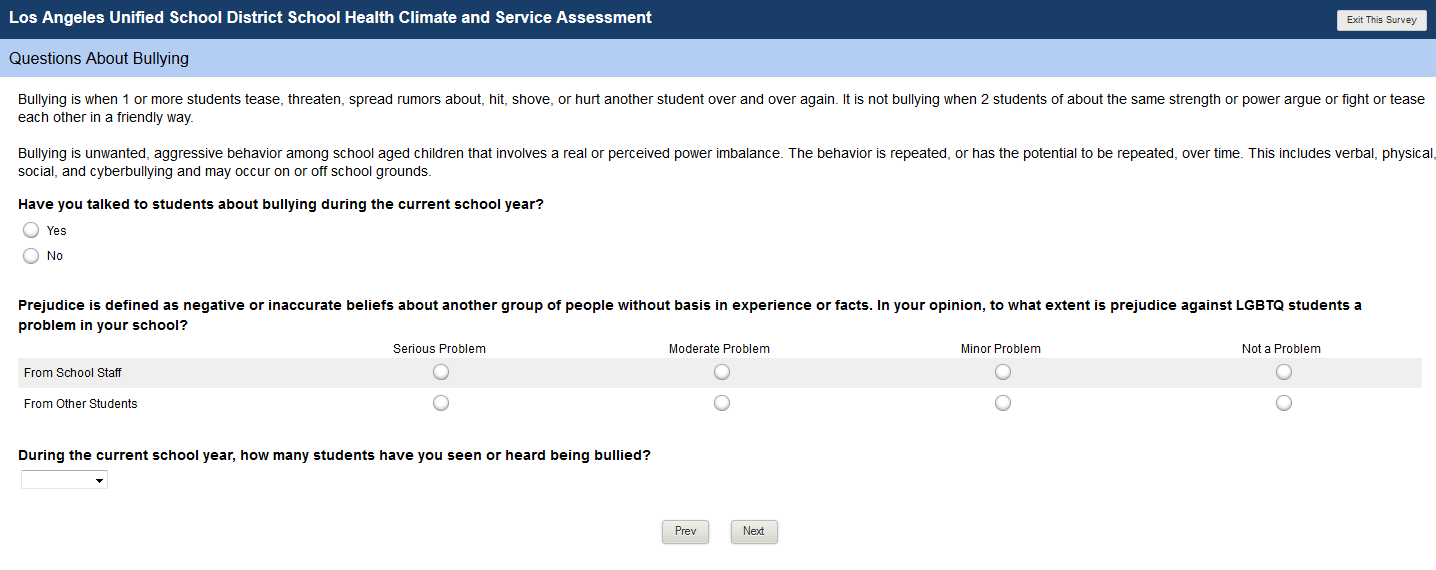 Los Angeles Unified School District School Health Climate and Service Assessment
Exit This Survey
Questions About Bullying
Bullying is when 1 or more students tease, threaten, spread rumors about, hit, shove, or hurt another student over and over again. It is not bullying when 2 students of about the same strength or power argue or fight or tease
each other in a friendly way.
Bullying is unwanted, aggressive behavior among school aged children that involves a real or perceived power imbalance. The behavior is repeated, or has the potential to be repeated, over time. This includes verbal, physical,
social, and cyberbullying and may occur on or off school grounds.
Have you talked to students about bullying during the current school year?
Yes
No
Prejudice is defined as negative or inaccurate beliefs about another group of people without basis in experience or facts. In your opinion, to what extent is prejudice against LGBTQ students a
problem in your school?
Serious Problem Moderate Problem Minor Problem Not a Problem
From School Staff
From Other Students
During the current school year, how many students have you seen or heard being bullied?
Prev Next